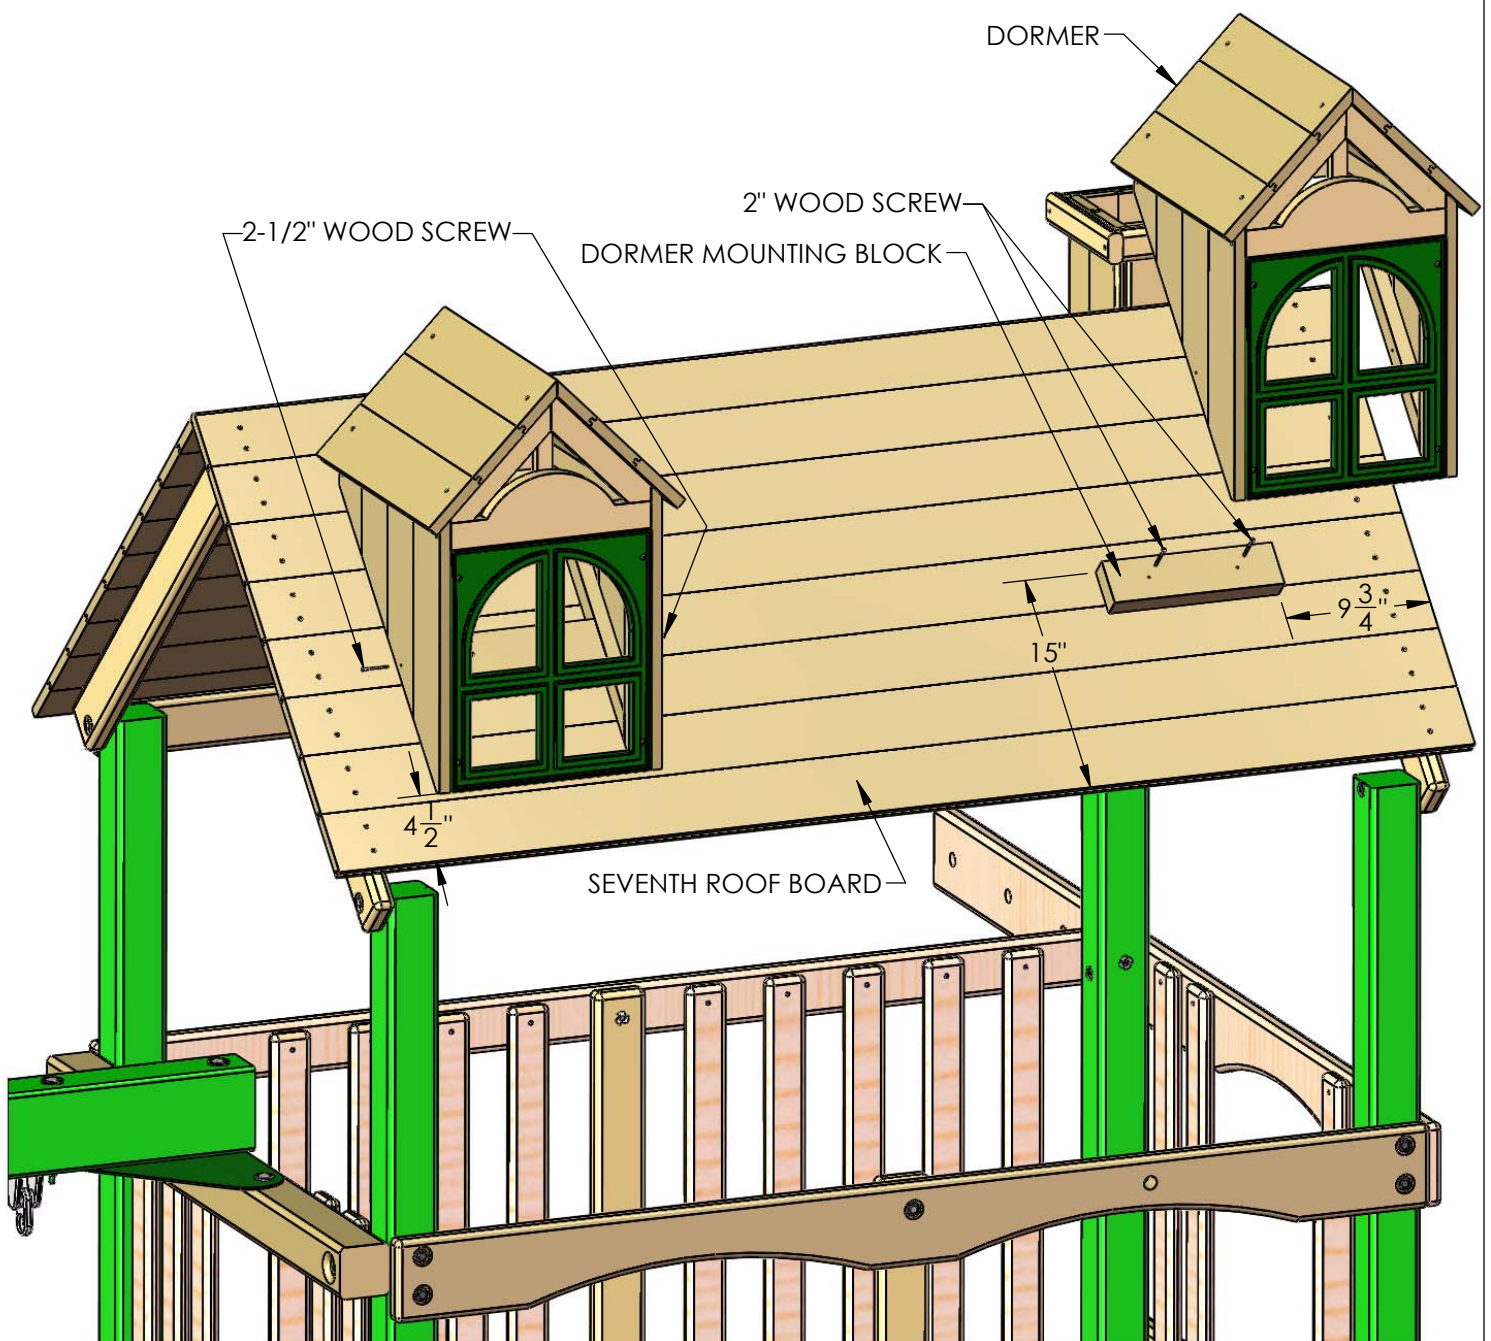 DORMER
2" WOOD SCREW
2-1/2" WOOD SCREW
DORMER MOUNTING BLOCK
9 3/4"
15"
4 1/2"
SEVENTH ROOF BOARD